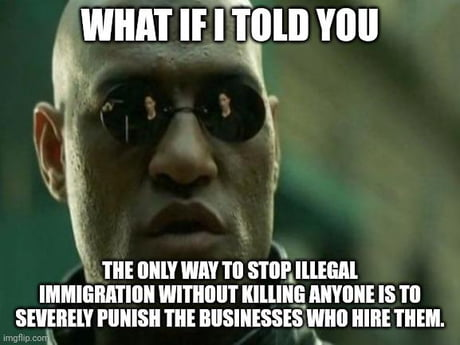 WHAT IF I TOLD YOU
THE ONLY WAY TO STOP ILLEGAL
IMMIGRATION WITHOUT KILLING ANYONE IS TO
SEVERELY PUNISH THE BUSINESSES WHO HIRE THEM.
imgflip.com